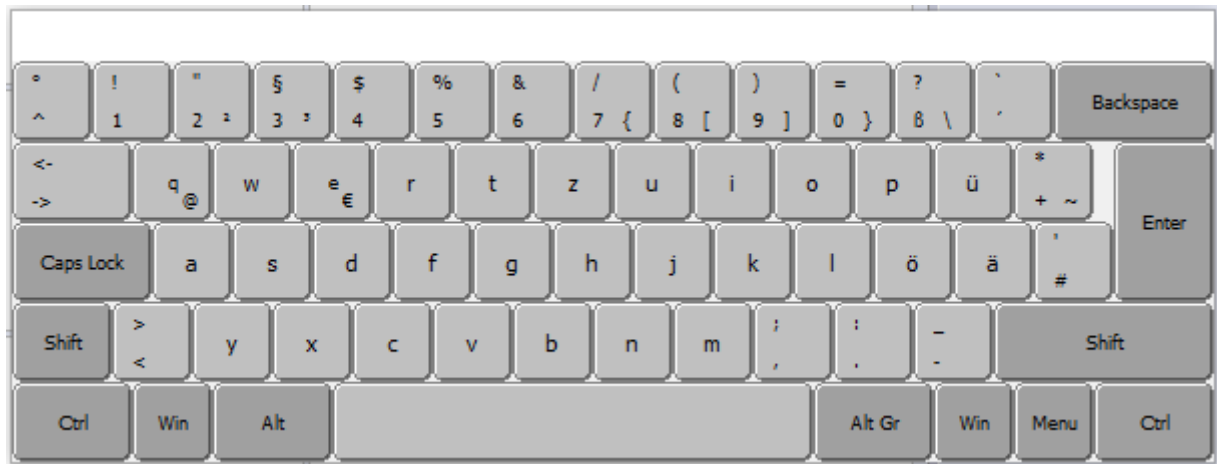 ° ! " § $ % & / ( ) = ? `
^ 1 2 ² 3 ³ 4 5 6 7 { 8 [ 9 ] 0 } ß \ ´ Backspace
<- *
-> q @ w e € r t z u i o p ü + ~ Enter
Caps Lock a s d f g h j k l ö ä ' #
Shift > < y x c v b n m ; , : . _ - Shift
Ctrl Win Alt Alt Gr Win Menu Ctrl